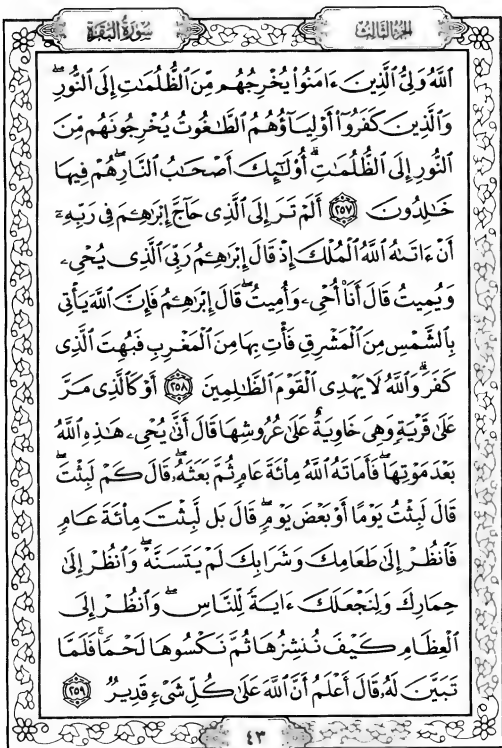 سُورَةُ البَقَرَةِ
الجزء الثالث
ٱللَّهُ وَلِىُّ ٱلَّذِينَ ءَامَنُوا۟ يُخْرِجُهُم مِّنَ ٱلظُّلُمَٰتِ إِلَى ٱلنُّورِۖ
وَٱلَّذِينَ كَفَرُوٓا۟ أَوْلِيَآؤُهُمُ ٱلطَّٰغُوتُ يُخْرِجُونَهُم مِّنَ
ٱلنُّورِ إِلَى ٱلظُّلُمَٰتِۗ أُو۟لَٰٓئِكَ أَصْحَٰبُ ٱلنَّارِۖ هُمْ فِيهَا
خَٰلِدُونَ ﴿٢٥٧﴾ أَلَمْ تَرَ إِلَى ٱلَّذِى حَآجَّ إِبْرَٰهِۦمَ فِى رَبِّهِۦٓ
أَنْ ءَاتَىٰهُ ٱللَّهُ ٱلْمُلْكَ إِذْ قَالَ إِبْرَٰهِۦمُ رَبِّىَ ٱلَّذِى يُحْىِۦ
وَيُمِيتُ قَالَ أَنَا۠ أُحْىِۦ وَأُمِيتُۖ قَالَ إِبْرَٰهِۦمُ فَإِنَّ ٱللَّهَ يَأْتِى
بِٱلشَّمْسِ مِنَ ٱلْمَشْرِقِ فَأْتِ بِهَا مِنَ ٱلْمَغْرِبِ فَبُهِتَ ٱلَّذِى
كَفَرَۗ وَٱللَّهُ لَا يَهْدِى ٱلْقَوْمَ ٱلظَّٰلِمِينَ ﴿٢٥٨﴾ أَوْ كَٱلَّذِى مَرَّ
عَلَىٰ قَرْيَةٍ وَهِىَ خَاوِيَةٌ عَلَىٰ عُرُوشِهَا قَالَ أَنَّىٰ يُحْىِۦ هَٰذِهِ ٱللَّهُ
بَعْدَ مَوْتِهَاۖ فَأَمَاتَهُ ٱللَّهُ مِا۟ئَةَ عَامٍ ثُمَّ بَعَثَهُۥۖ قَالَ كَمْ لَبِثْتَۖ
قَالَ لَبِثْتُ يَوْمًا أَوْ بَعْضَ يَوْمٍۖ قَالَ بَل لَّبِثْتَ مِا۟ئَةَ عَامٍ
فَٱنظُرْ إِلَىٰ طَعَامِكَ وَشَرَابِكَ لَمْ يَتَسَنَّهْۖ وَٱنظُرْ إِلَىٰ
حِمَارِكَ وَلِنَجْعَلَكَ ءَايَةً لِّلنَّاسِۖ وَٱنظُرْ إِلَى
ٱلْعِظَامِ كَيْفَ نُنشِزُهَا ثُمَّ نَكْسُوهَا لَحْمًاۚ فَلَمَّا
تَبَيَّنَ لَهُۥ قَالَ أَعْلَمُ أَنَّ ٱللَّهَ عَلَىٰ كُلِّ شَىْءٍ قَدِيرٌ ﴿٢٥٩﴾
٤٣